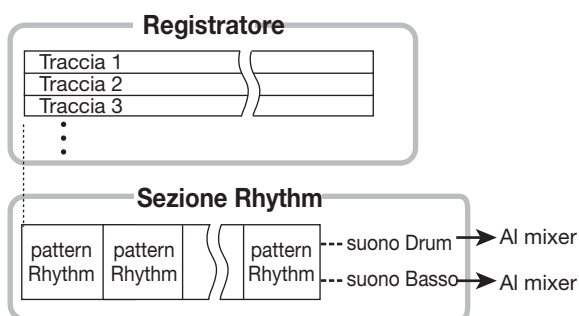 Registratore
Traccia 1
Traccia 2
Traccia 3
Sezione Rhythm
pattern Rhythm
pattern Rhythm
pattern Rhythm
suono Drum
Al mixer
suono Basso
Al mixer